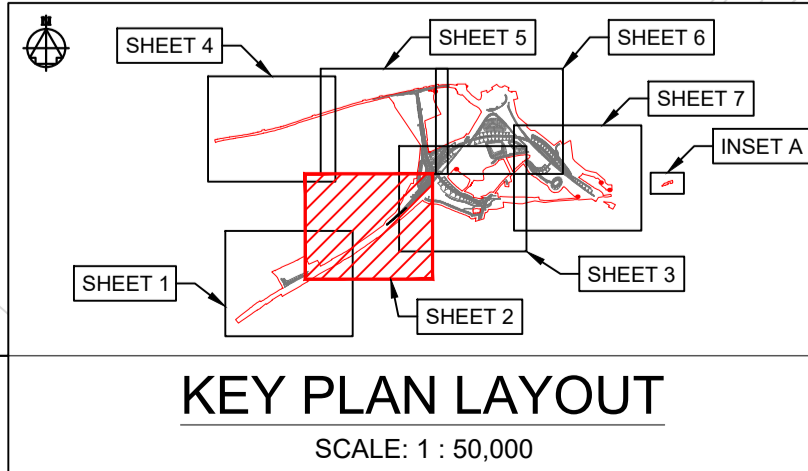 SHEET 4
SHEET 5
SHEET 6
SHEET 7
INSET A
SHEET 1
SHEET 2
SHEET 3
KEY PLAN LAYOUT
SCALE: 1 : 50,000